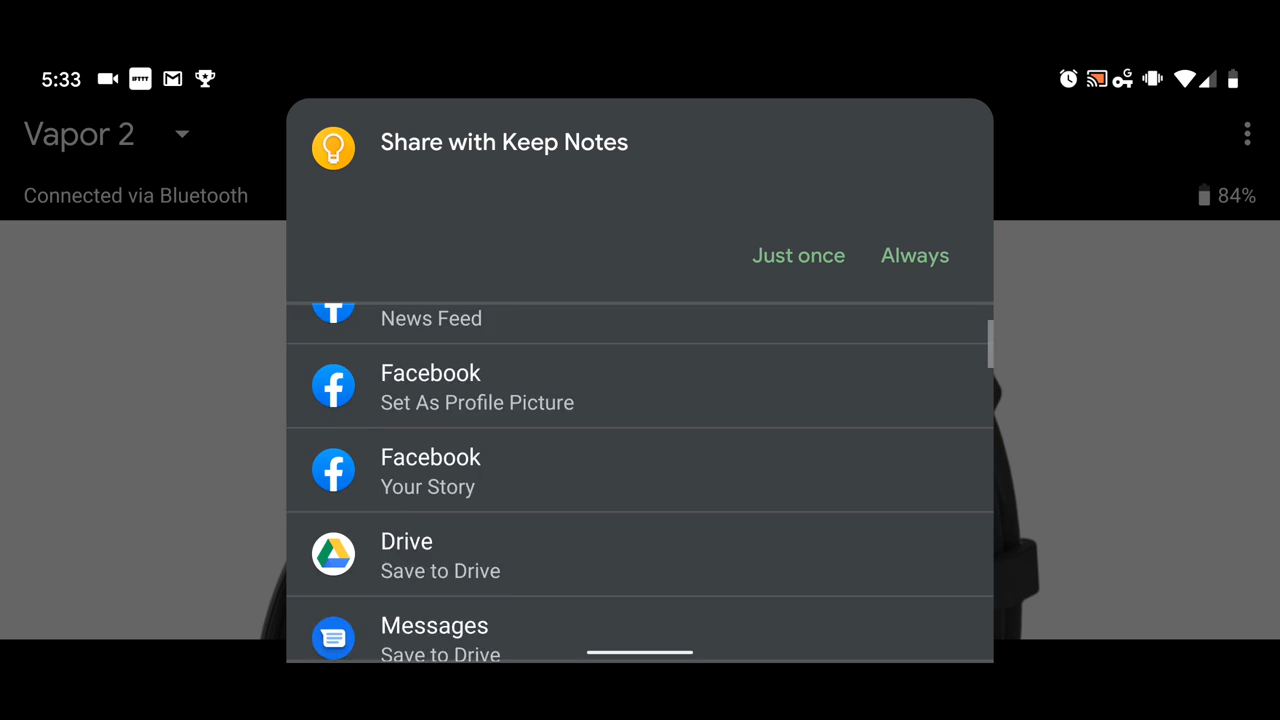 5:33
IFTTT
G
Vapor 2
Connected via Bluetooth
84%
Share with Keep Notes
Just once
Always
News Feed
Facebook
Set As Profile Picture
Facebook
Your Story
Drive
Save to Drive
Messages
Save to Drive